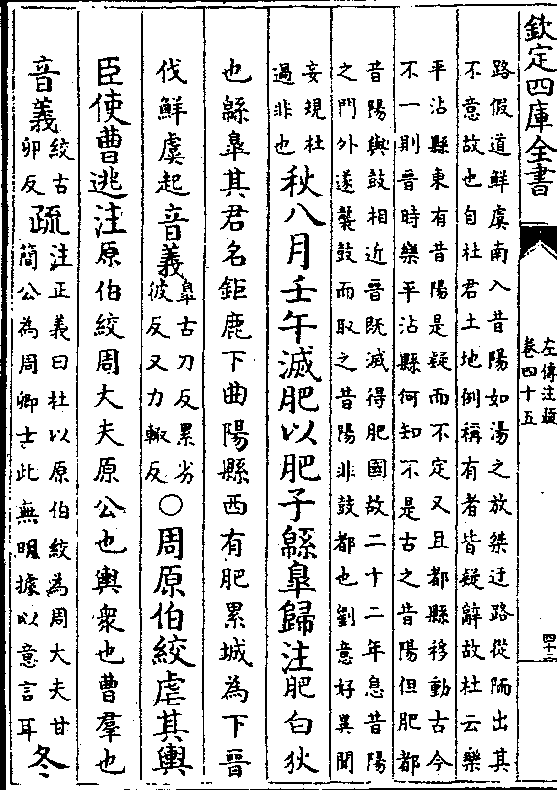 欽定四庫全書
左傳注疏
卷四十五
四十三
路假道鮮虞南入昔陽如湯之放桀迂路從陑出其
不意故也自杜君土地例稱有者皆疑辭故杜云樂
平沾縣東有昔陽是疑而不定又且都縣移動古今
不一則晉時樂平沾縣何知不是古之昔陽但肥都
昔陽與鼓相近晉既滅得肥國故二十二年息昔陽
之門外遂襲鼓而取之昔陽非鼓都也劉意好異聞
妄規杜
過非也
秋八月壬午滅肥以肥子緜臯歸注肥白狄
也緜臯其君名鉅鹿下曲陽縣西有肥累城為下晉
伐鮮虞起音義
臯古刀反累劣
彼反又力輙反
〇周原伯絞虐其輿
臣使曹逃注原伯絞周大夫原公也輿衆也曹羣也
音義
絞古
卯反
疏
注正義曰杜以原伯絞為周大夫甘
簡公為周卿士此無明據以意言耳
冬